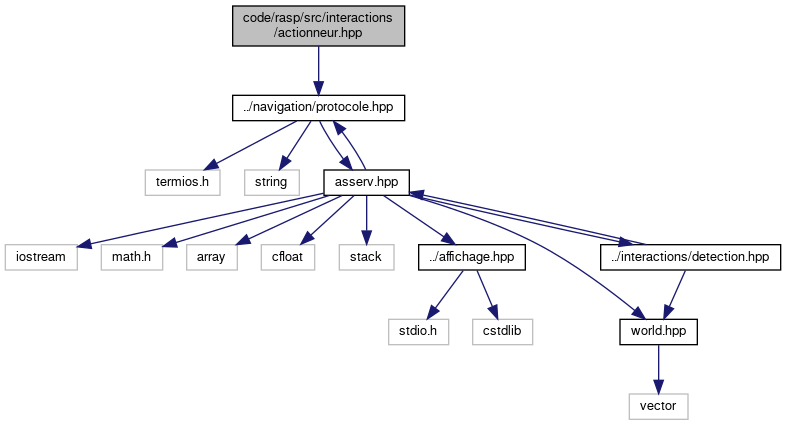 code/rasp/src/interactions
/actionneur.hpp
../navigation/protocole.hpp
termios.h
string
asserv.hpp
iostream
math.h
array
cfloat
stack
../affichage.hpp
../interactions/detection.hpp
stdio.h
cstdlib
world.hpp
vector